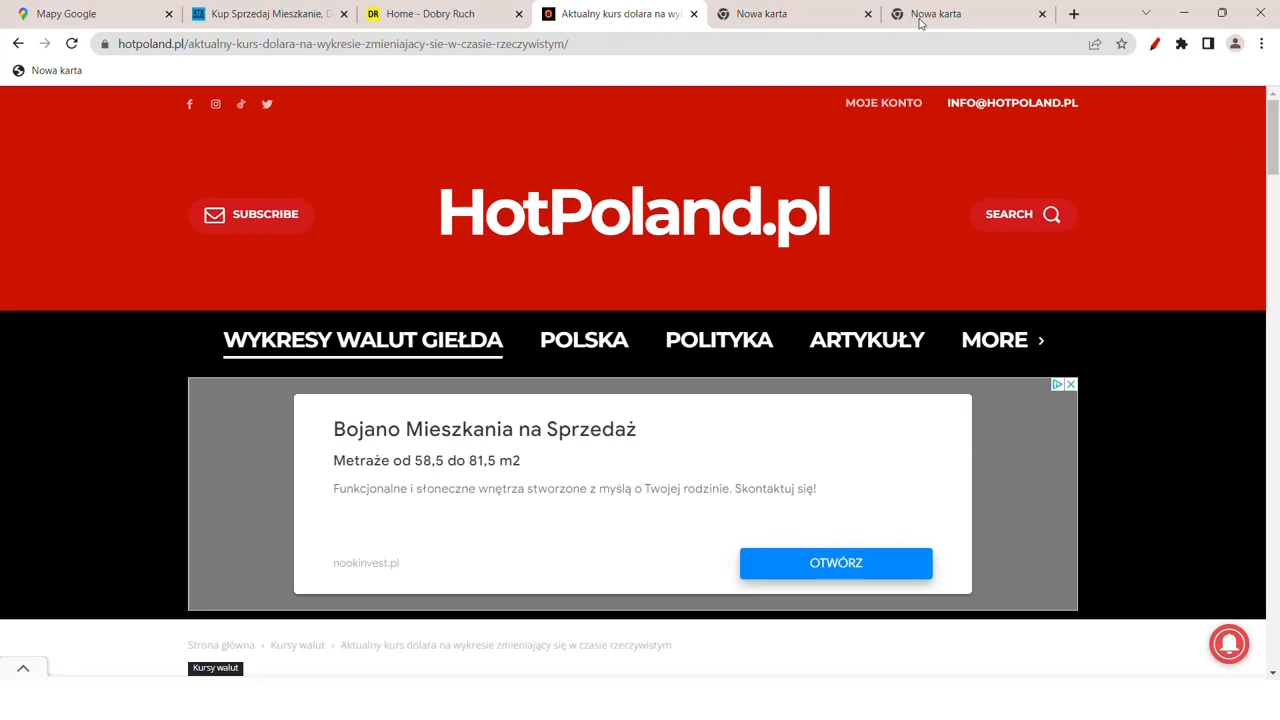 Mapy Google
Kup Sprzedaj Mieszkanie, D
DR Home - Dobry Ruch
Aktualny kurs dolara na wyk
Nowa karta
Nowa karta
hotpoland.pl/aktualny-kurs-dolara-na-wykresie-zmieniajacy-sie-w-czasie-rzeczywistym/
Nowa karta
MOJE KONTO
INFO@HOTPOLAND.PL
SUBSCRIBE
HotPoland.pl
SEARCH
WYKRESY WALUT GIEŁDA
POLSKA
POLITYKA
ARTYKUŁY
MORE ›
Bojano Mieszkania na Sprzedaż
Metraże od 58,5 do 81,5 m2
Funkcjonalne i słoneczne wnętrza stworzone z myślą o Twojej rodzinie. Skontaktuj się!
nookinvest.pl
OTWÓRZ
Strona główna › Kursy walut › Aktualny kurs dolara na wykresie zmieniający się w czasie rzeczywistym
Kursy walut